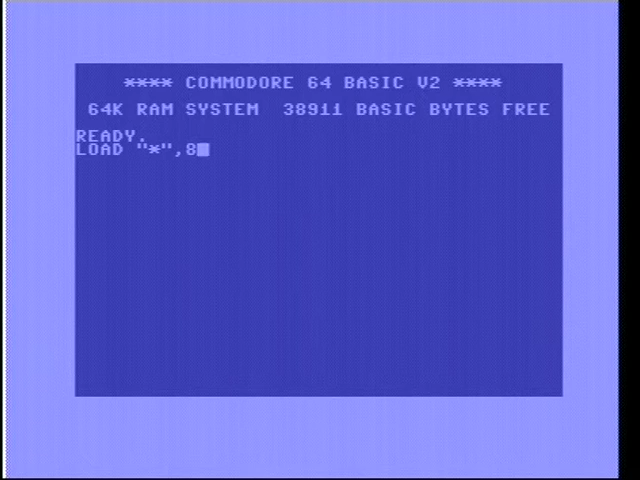 **** COMMODORE 64 BASIC V2 ****
64K RAM SYSTEM  38911 BASIC BYTES FREE
READY.
LOAD "*",8